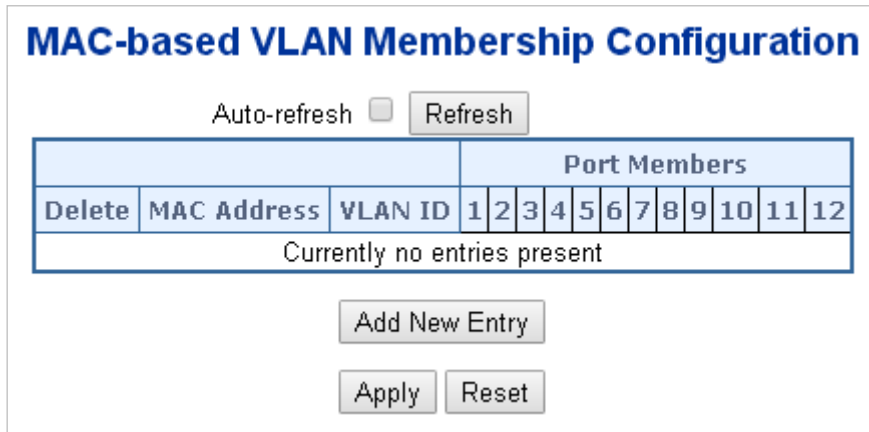 MAC-based VLAN Membership Configuration
Auto-refresh Refresh
Port Members
Delete MAC Address VLAN ID 1 2 3 4 5 6 7 8 9 10 11 12
Currently no entries present
Add New Entry
Apply Reset